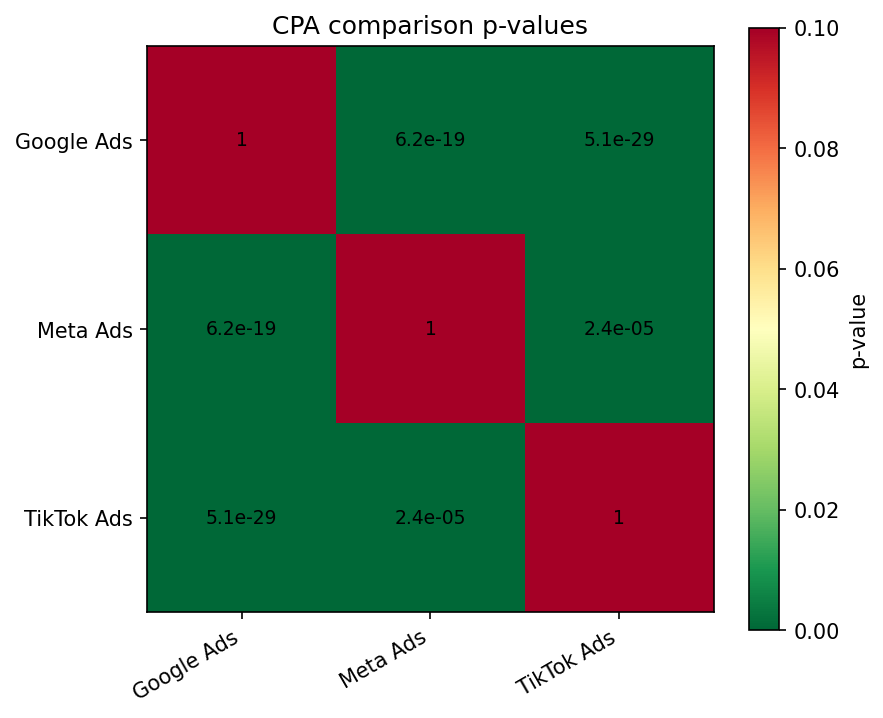 CPA comparison p-values
Google Ads
1
6.2e-19
5.1e-29
Meta Ads
6.2e-19
1
2.4e-05
TikTok Ads
5.1e-29
2.4e-05
1
Google Ads
Meta Ads
TikTok Ads
0.10
0.08
0.06
0.04
0.02
0.00
p-value